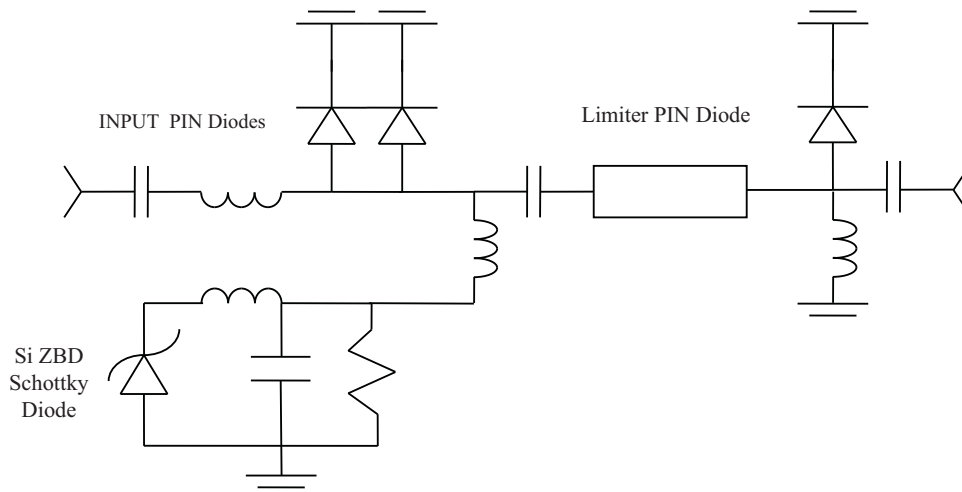 INPUT PIN Diodes
Limiter PIN Diode
Si ZBD
Schottky
Diode